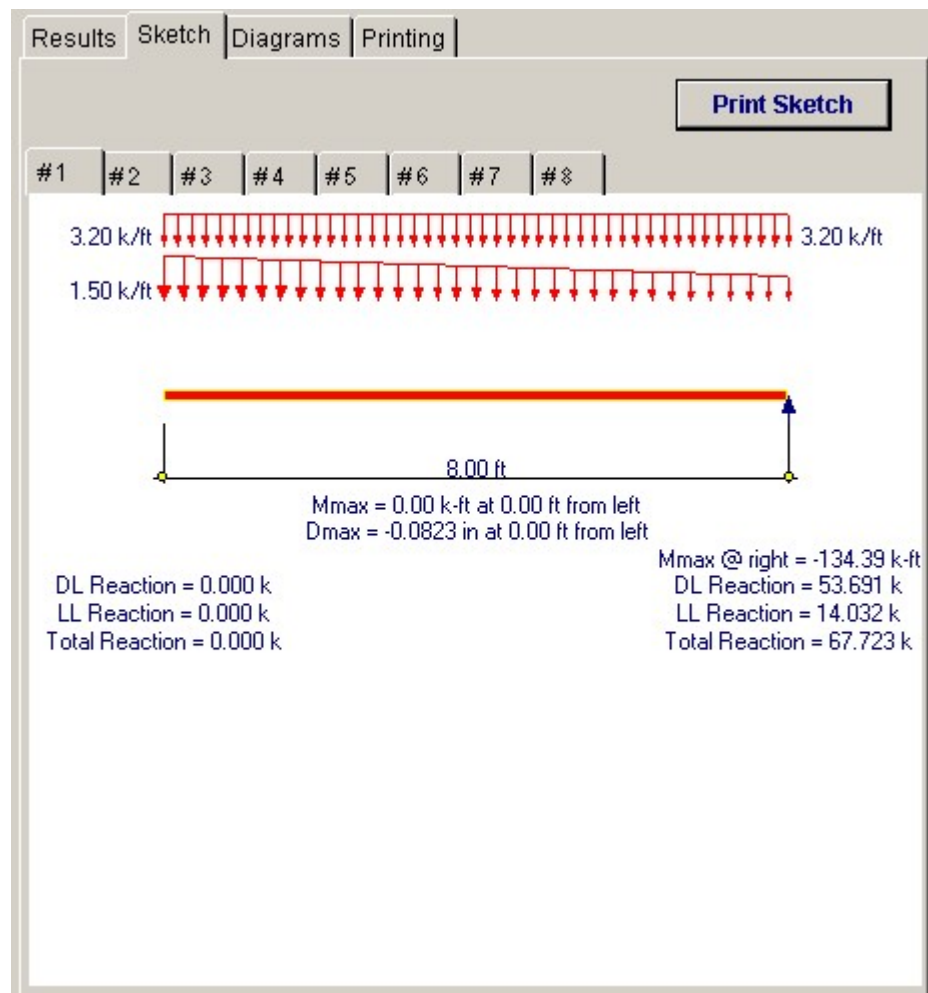 Results Sketch Diagrams Printing
Print Sketch
#1 #2 #3 #4 #5 #6 #7 #8
3.20 k/ft 3.20 k/ft
1.50 k/ft
8.00 ft
Mmax = 0.00 k-ft at 0.00 ft from left
Dmax = -0.0823 in at 0.00 ft from left
Mmax @ right = -134.39 k-ft
DL Reaction = 0.000 k DL Reaction = 53.691 k
LL Reaction = 0.000 k LL Reaction = 14.032 k
Total Reaction = 0.000 k Total Reaction = 67.723 k